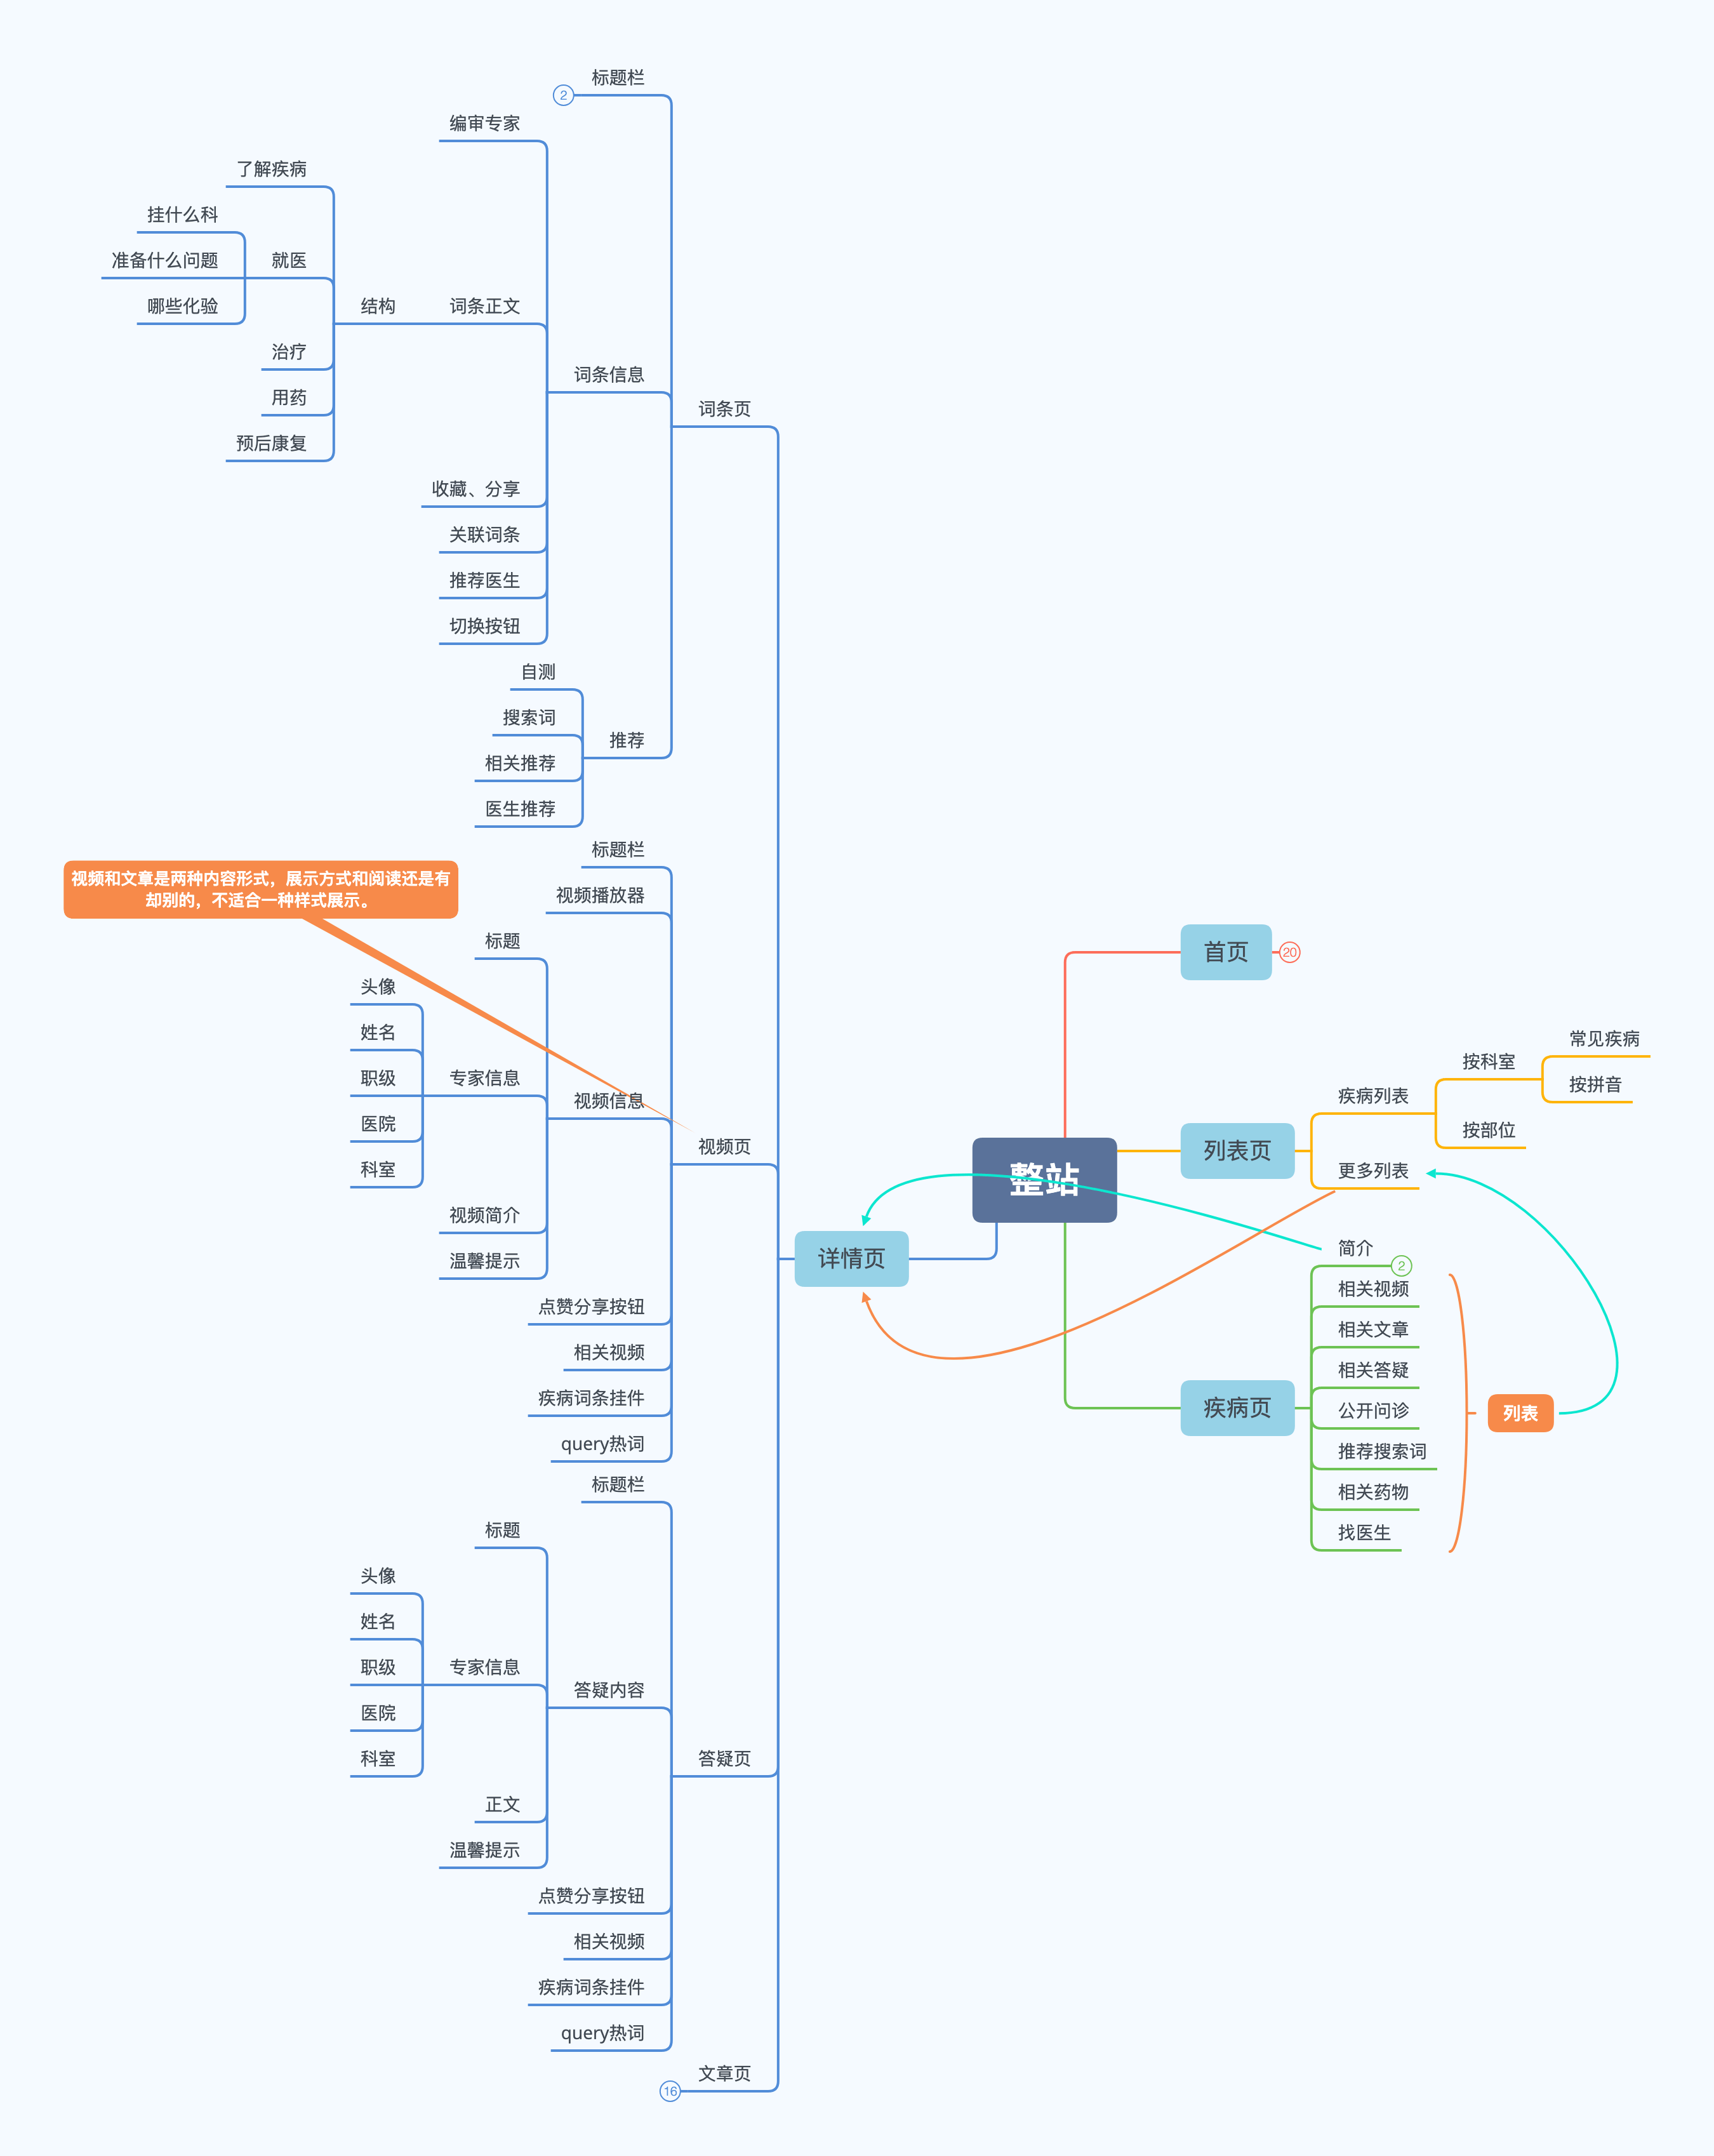 标题栏
2
编审专家
了解疾病
挂什么科
准备什么问题
就医
哪些化验
结构
词条正文
治疗
用药
预后康复
词条信息
词条页
收藏、分享
关联词条
推荐医生
切换按钮
自测
搜索词
推荐
相关推荐
医生推荐
标题栏
视频和文章是两种内容形式，展示方式和阅读还是有
却别的，不适合一种样式展示。
视频播放器
标题
头像
姓名
职级
专家信息
视频信息
医院
视频页
科室
视频简介
温馨提示
点赞分享按钮
相关视频
疾病词条挂件
query热词
标题栏
标题
头像
姓名
职级
专家信息
答疑内容
医院
科室
答疑页
正文
温馨提示
点赞分享按钮
相关视频
疾病词条挂件
query热词
文章页
16
详情页
整站
首页
20
列表页
疾病列表
按科室
常见疾病
按拼音
按部位
更多列表
疾病页
简介
2
相关视频
相关文章
相关答疑
公开问诊
推荐搜索词
相关药物
找医生
列表